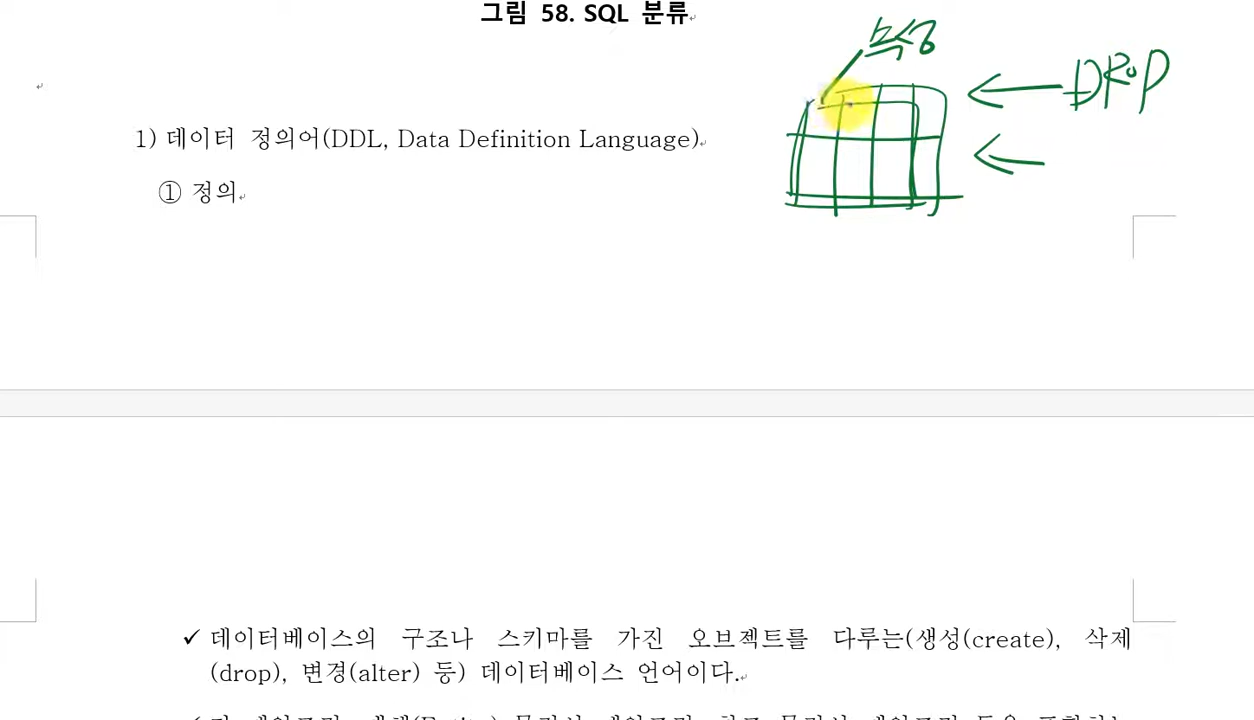 그림 58. SQL 분류
속성
DROP
1) 데이터 정의어(DDL, Data Definition Language)
① 정의
✓ 데이터베이스의 구조나 스키마를 가진 오브젝트를 다루는(생성(create), 삭제
(drop), 변경(alter) 등) 데이터베이스 언어이다.